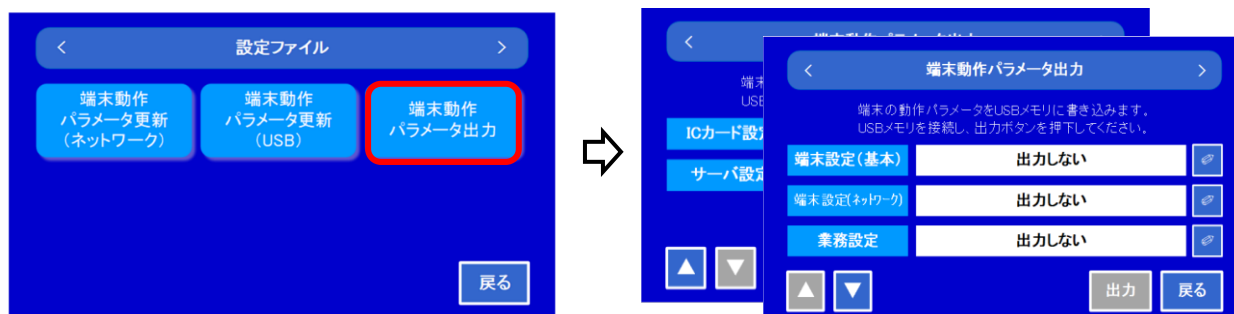 設定ファイル
端末動作
パラメータ更新
（ネットワーク）
端末動作
パラメータ更新
（USB）
端末動作
パラメータ出力
戻る
端末
USB
ICカード設
サーバ設定
▲ ▼
端末動作パラメータ出力
端末の動作パラメータをUSBメモリに書き込みます。
USBメモリを接続し、出力ボタンを押下してください。
端末設定（基本） 出力しない
端末設定(ﾈｯﾄﾜｰｸ) 出力しない
業務設定 出力しない
▲ ▼ 出力 戻る